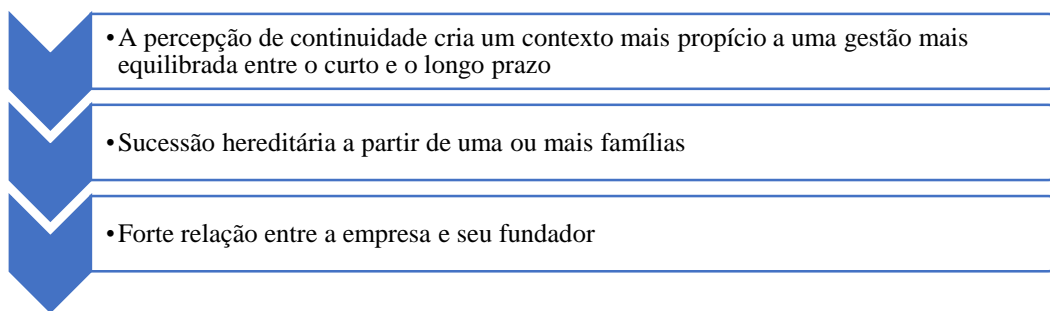 •A percepção de continuidade cria um contexto mais propício a uma gestão mais
equilibrada entre o curto e o longo prazo
•Sucessão hereditária a partir de uma ou mais famílias
•Forte relação entre a empresa e seu fundador